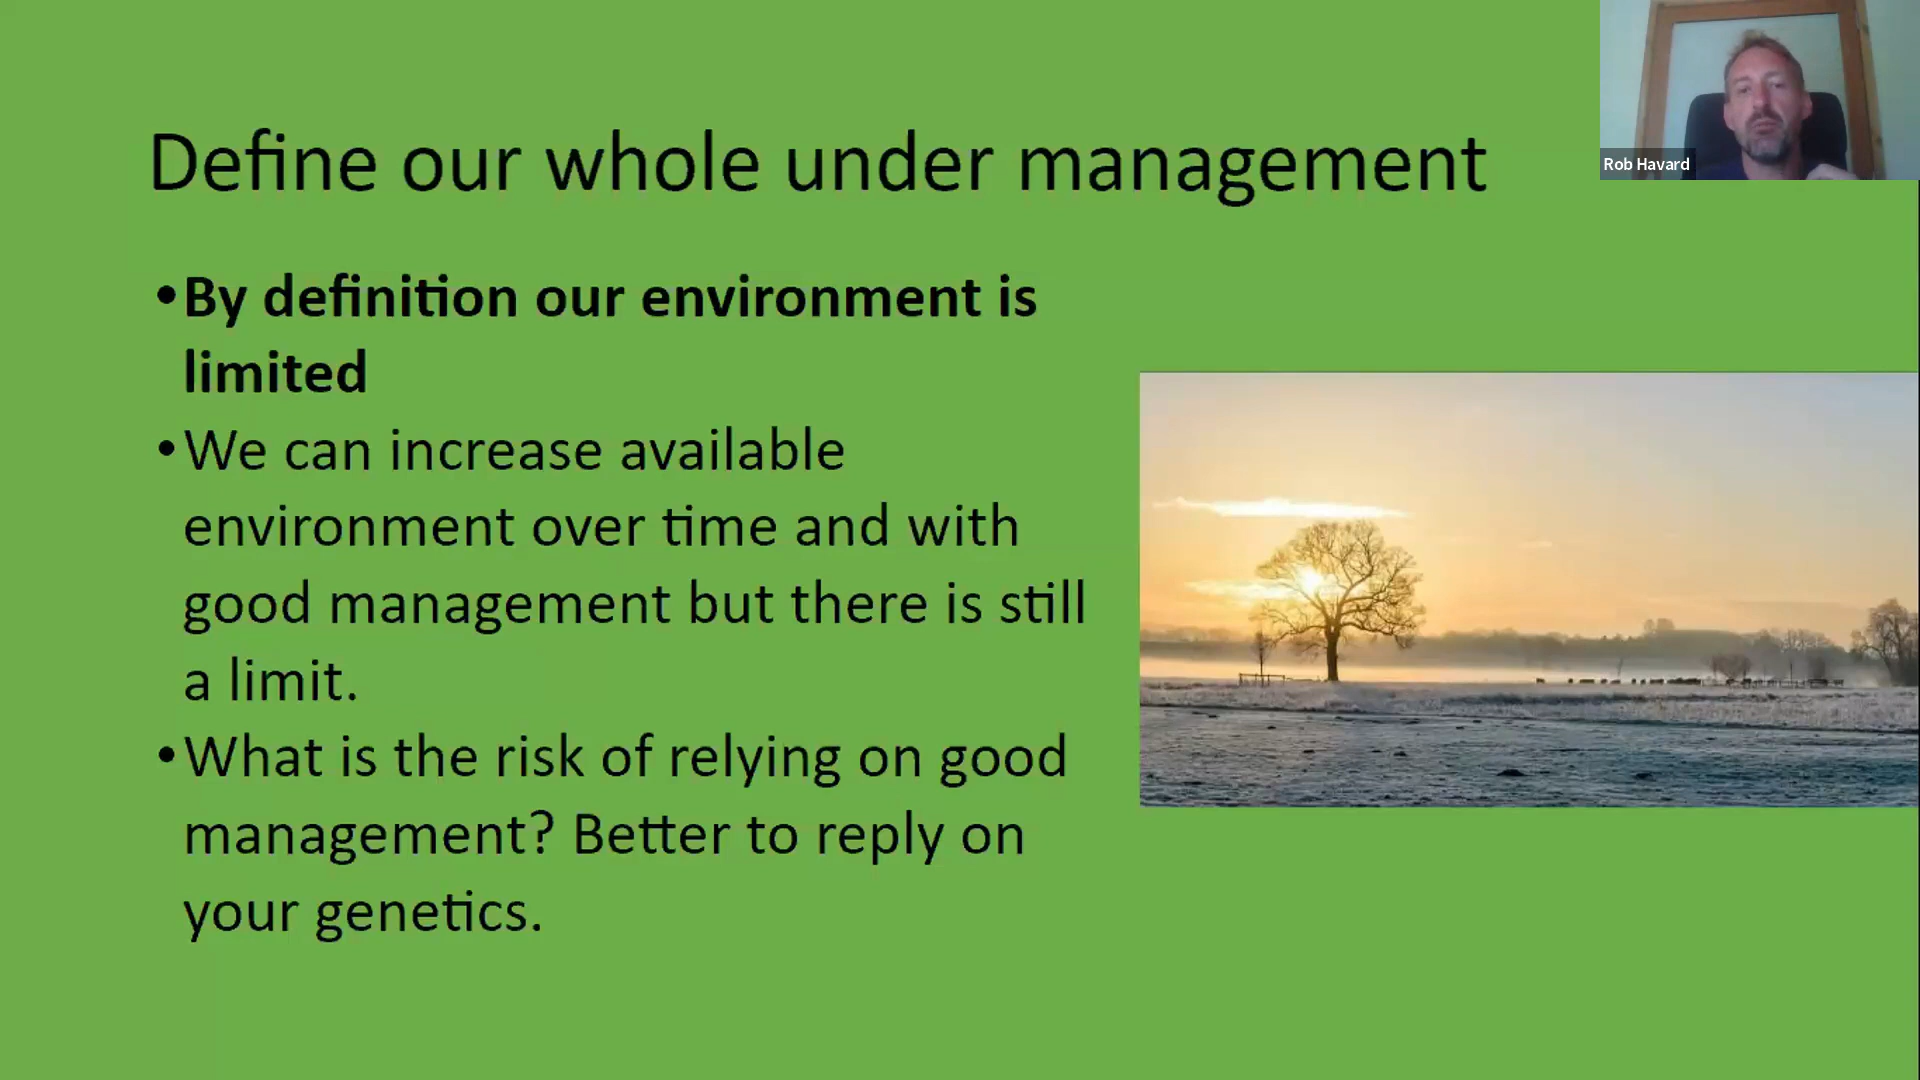 Define our whole under management
Rob Havard
•By definition our environment is
limited
•We can increase available
environment over time and with
good management but there is still
a limit.
•What is the risk of relying on good
management? Better to reply on
your genetics.